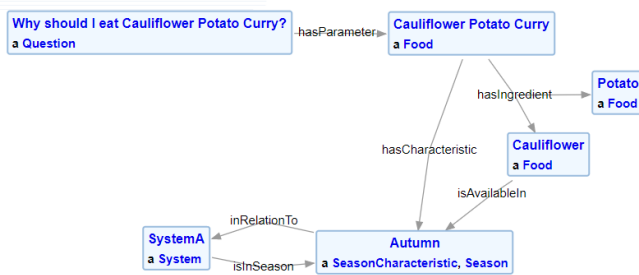 Why should I eat Cauliflower Potato Curry?
a Question
hasParameter
Cauliflower Potato Curry
a Food
hasIngredient
Potato
a Food
hasCharacteristic
Cauliflower
a Food
isAvailableIn
inRelationTo
SystemA
a System
isInSeason
Autumn
a SeasonCharacteristic, Season